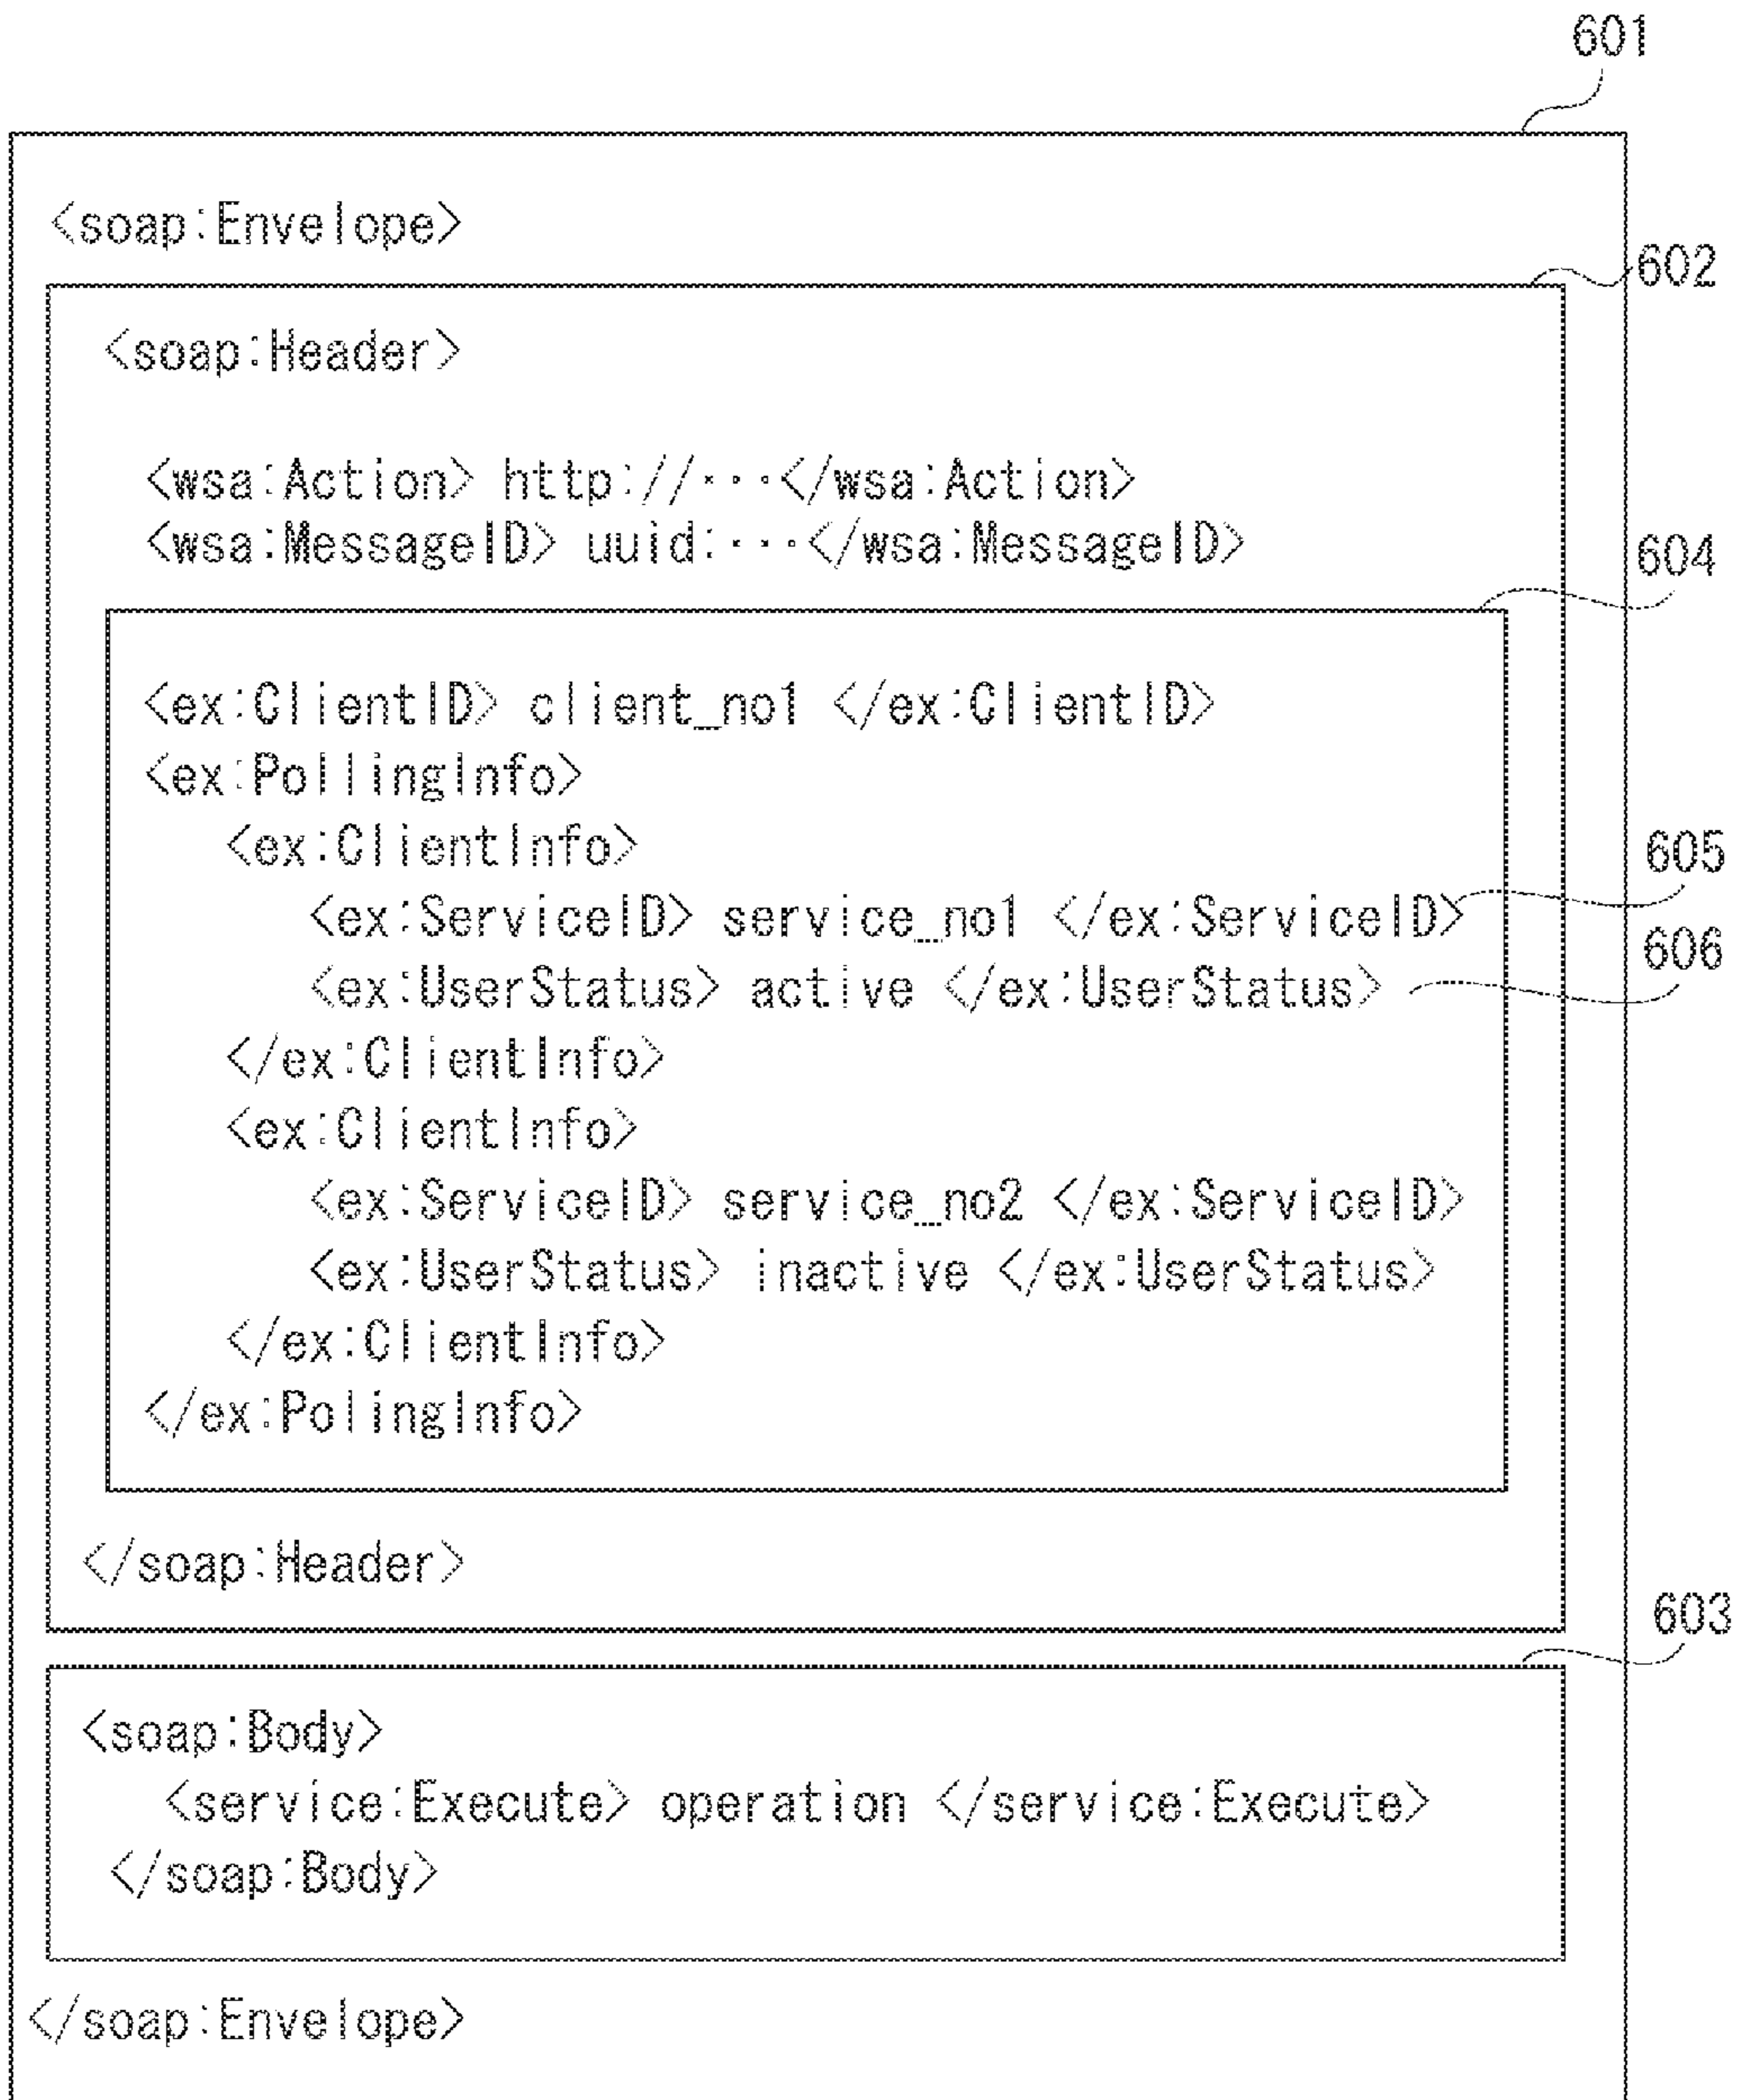 601
<soap:Envelope>
602
<soap:Header>
<wsa:Action> http://・・・</wsa:Action>
<wsa:MessageID> uuid:・・・</wsa:MessageID>
604
<ex:ClientID> client_no1 </ex:ClientID>
<ex:PollingInfo>
<ex:ClientInfo>
605
<ex:ServiceID> service_no1 </ex:ServiceID>
606
<ex:UserStatus> active </ex:UserStatus>
</ex:ClientInfo>
<ex:ClientInfo>
<ex:ServiceID> service_no2 </ex:ServiceID>
<ex:UserStatus> inactive </ex:UserStatus>
</ex:ClientInfo>
</ex:PolingInfo>
</soap:Header>
603
<soap:Body>
<service:Execute> operation </service:Execute>
</soap:Body>
</soap:Envelope>